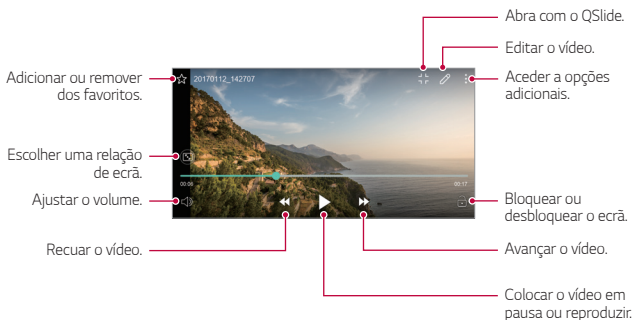 Abra com o QSlide.
Editar o vídeo.
Adicionar ou remover
dos favoritos.
20170112_142707
Aceder a opções
adicionais.
Escolher uma relação
de ecrã.
00:06
00:17
Ajustar o volume.
Bloquear ou
desbloquear o ecrã.
Recuar o vídeo.
Avançar o vídeo.
Colocar o vídeo em
pausa ou reproduzir.